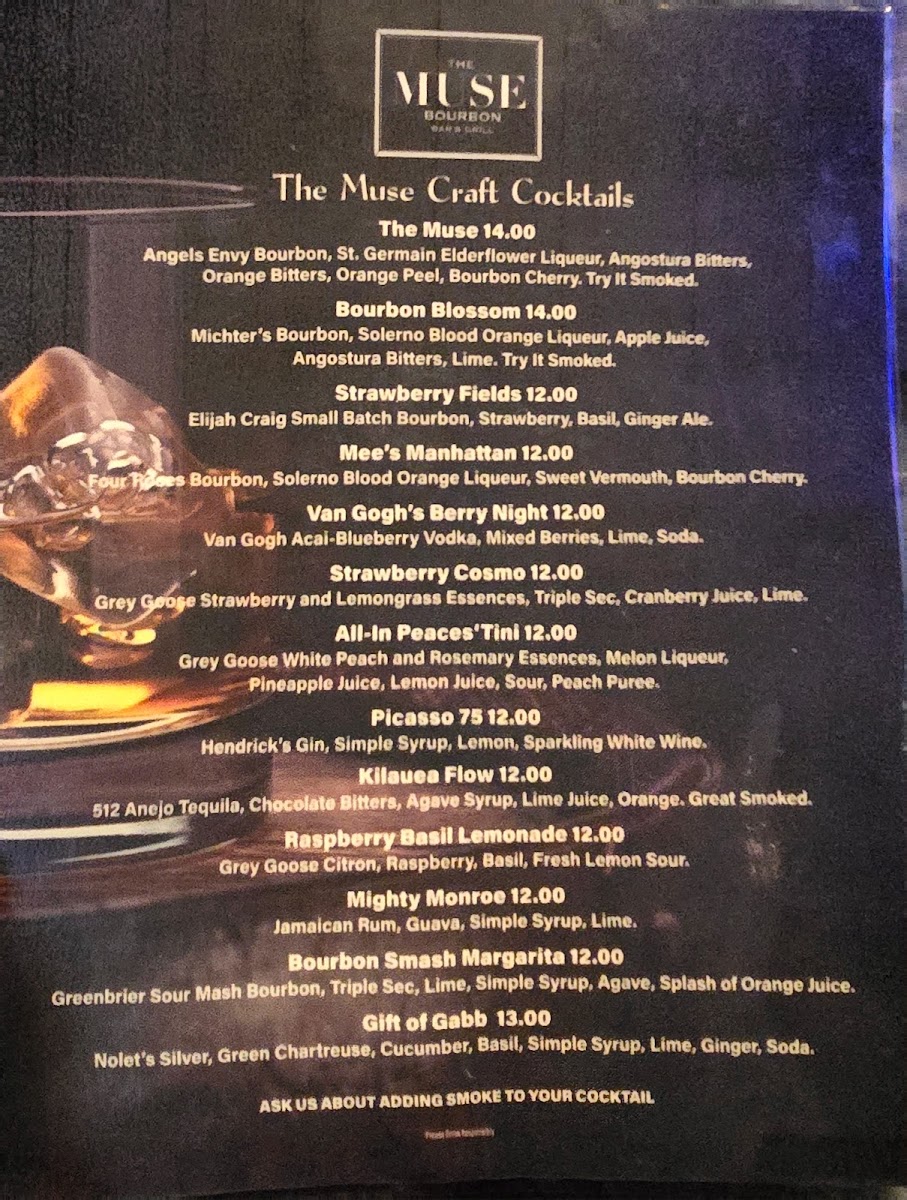 THE
MUSE
BOURBON
BAR & GRILL
The Muse Craft Cocktails
The Muse 14.00
Angels Envy Bourbon, St. Germain Elderflower Liqueur, Angostura Bitters,
Orange Bitters, Orange Peel, Bourbon Cherry. Try It Smoked.
Bourbon Blossom 14.00
Michter's Bourbon, Solerno Blood Orange Liqueur, Apple Juice,
Angostura Bitters, Lime. Try It Smoked.
Strawberry Fields 12.00
Elijah Craig Small Batch Bourbon, Strawberry, Basil, Ginger Ale.
Mee's Manhattan 12.00
Four Roses Bourbon, Solerno Blood Orange Liqueur, Sweet Vermouth, Bourbon Cherry.
Van Gogh's Berry Night 12.00
Van Gogh Acai-Blueberry Vodka, Mixed Berries, Lime, Soda.
Strawberry Cosmo 12.00
Grey Goose Strawberry and Lemongrass Essences, Triple Sec, Cranberry Juice, Lime.
All-In Peaces'Tini 12.00
Grey Goose White Peach and Rosemary Essences, Melon Liqueur,
Pineapple Juice, Lemon Juice, Sour, Peach Puree.
Picasso 75 12.00
Hendrick's Gin, Simple Syrup, Lemon, Sparkling White Wine.
Kilauea Flow 12.00
512 Anejo Tequila, Chocolate Bitters, Agave Syrup, Lime Juice, Orange. Great Smoked.
Raspberry Basil Lemonade 12.00
Grey Goose Citron, Raspberry, Basil, Fresh Lemon Sour.
Mighty Monroe 12.00
Jamaican Rum, Guava, Simple Syrup, Lime.
Bourbon Smash Margarita 12.00
Greenbrier Sour Mash Bourbon, Triple Sec, Lime, Simple Syrup, Agave, Splash of Orange Juice.
Gift of Gabb 13.00
Nolet's Silver, Green Chartreuse, Cucumber, Basil, Simple Syrup, Lime, Ginger, Soda.
ASK US ABOUT ADDING SMOKE TO YOUR COCKTAIL
Please Drink Responsibly